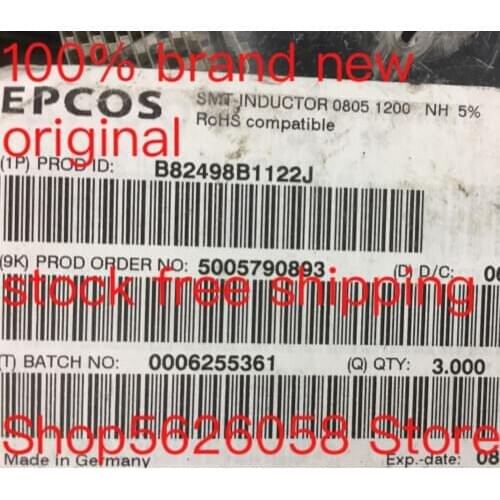 100% brand new
EPCOS
SMT-INDUCTOR 0805 1200 NH 5%
RoHS compatible
original
(1P) PROD ID: B82498B1122J
(9K) PROD ORDER NO: 5005790893 (D) D/C:
stock free shipping
(T) BATCH NO: 0006255361 (Q) QTY: 3.000
Shop5626058 Store
Made in Germany Exp.-date: 08